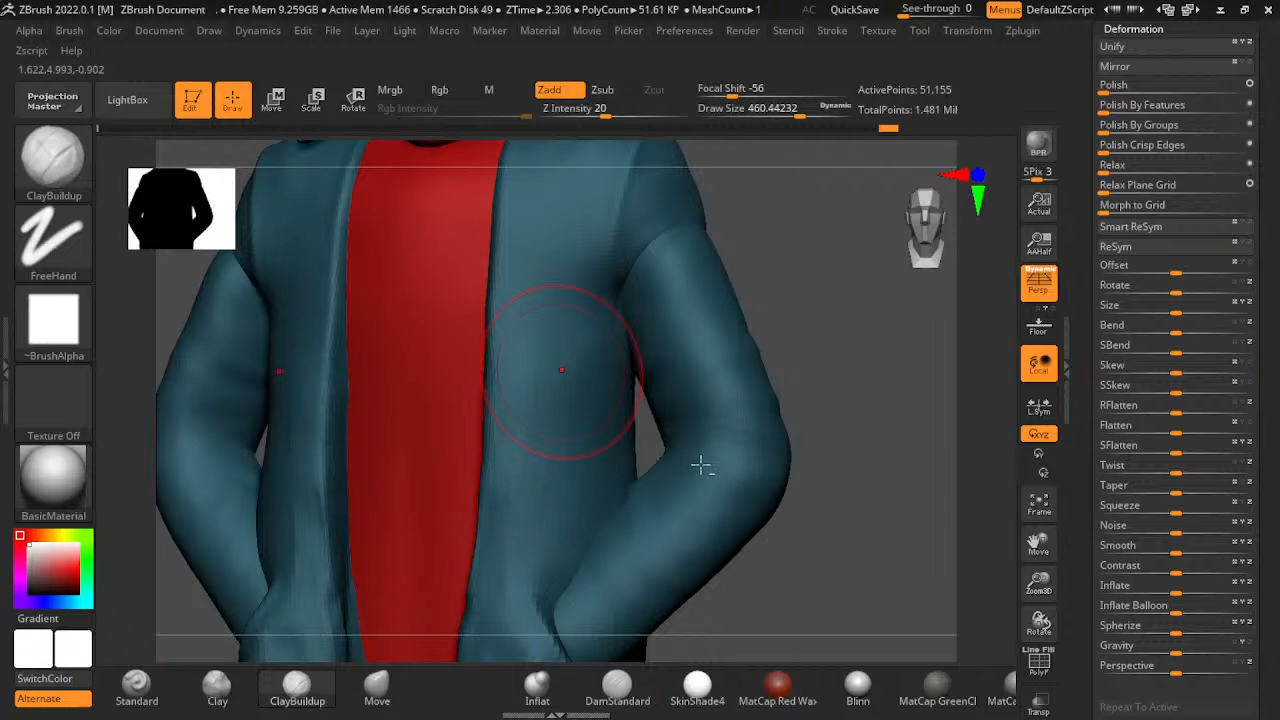 ZBrush 2022.0.1 [M] ZBrush Document . • Free Mem 9.259GB • Active Mem 1466 • Scratch Disk 49 • ZTime▸2.306 • PolyCount▸51.61 KP • MeshCount▸1 AC QuickSave See-through 0 Menus DefaultZScript
Alpha Brush Color Document Draw Dynamics Edit File Layer Light Macro Marker Material Movie Picker Preferences Render Stencil Stroke Texture Tool Transform Zplugin
Zscript Help
1.622,4.993,-0.902
Projection Master
LightBox
Edit
Draw
Move
Scale
Rotate
Mrgb Rgb M
Rgb Intensity
Zadd Zsub Zcut
Z Intensity 20
Focal Shift -56
Draw Size 460.44232 Dynamic
ActivePoints: 51,155
TotalPoints: 1.481 Mil
ClayBuildup
FreeHand
~BrushAlpha
Texture Off
BasicMaterial
Gradient
SwitchColor
Alternate
Standard
Clay
ClayBuildup
Move
Inflat
DamStandard
SkinShade4
MatCap Red Wax
Blinn
MatCap GreenCl
MatCa
BPR
SPix 3
Actual
AAHalf
Dynamic
Persp
Floor
Local
L.Sym
XYZ
Frame
Move
Zoom3D
Rotate
Line Fill
PolyF
Transp
Deformation
Unify
Mirror
Polish
Polish By Features
Polish By Groups
Polish Crisp Edges
Relax
Relax Plane Grid
Morph to Grid
Smart ReSym
ReSym
Offset
Rotate
Size
Bend
SBend
Skew
SSkew
RFlatten
Flatten
SFlatten
Twist
Taper
Squeeze
Noise
Smooth
Contrast
Inflate
Inflate Balloon
Spherize
Gravity
Perspective
Repeat To Active